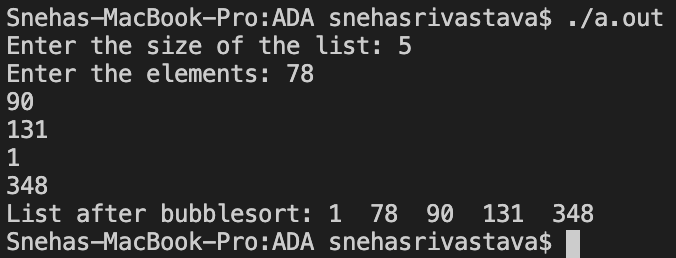 Snehas-MacBook-Pro:ADA snehasrivastava$ ./a.out
Enter the size of the list: 5
Enter the elements: 78
90
131
1
348
List after bubblesort: 1  78  90  131  348
Snehas-MacBook-Pro:ADA snehasrivastava$